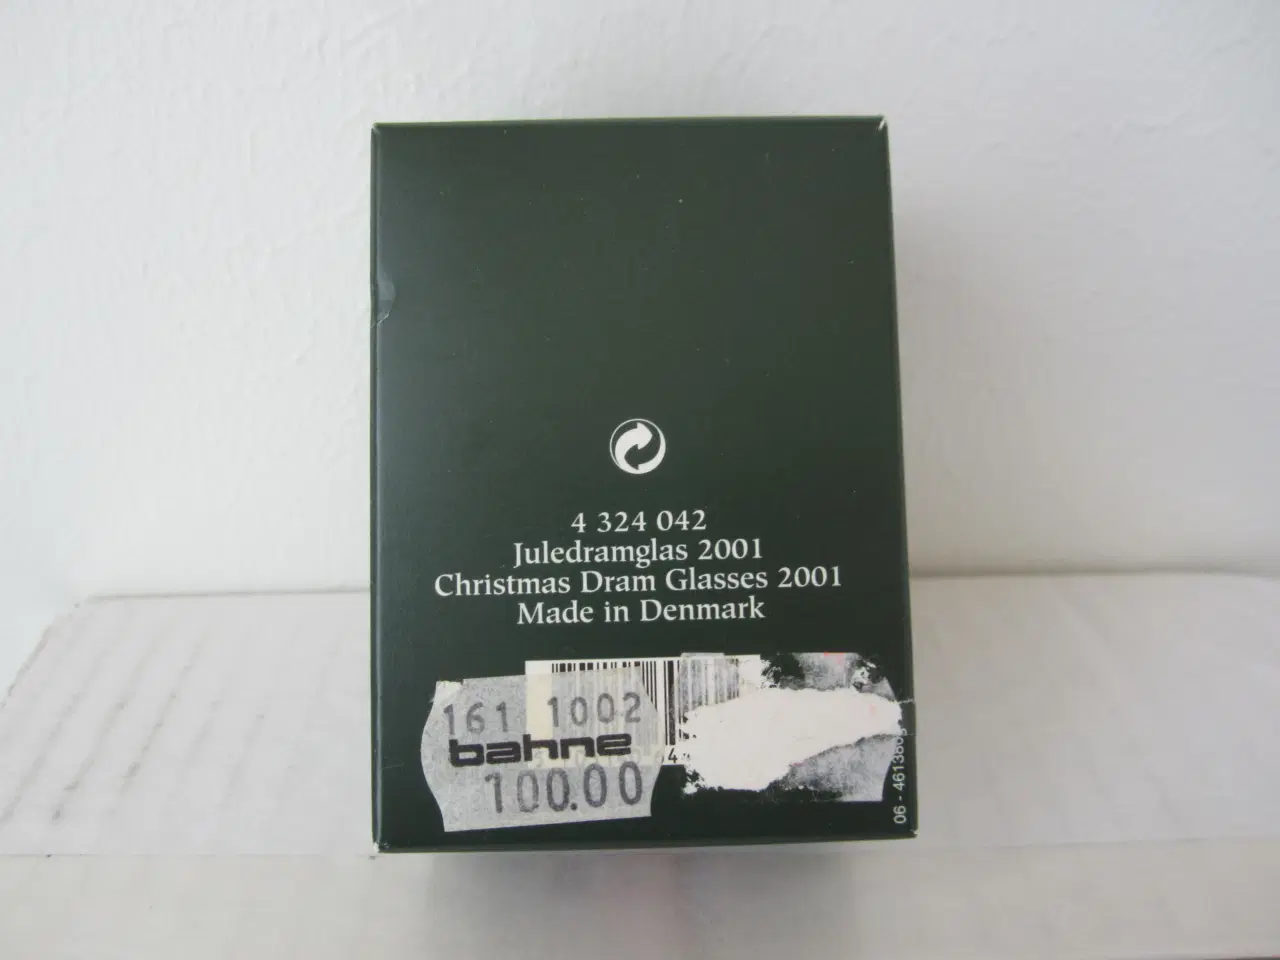 4 324 042
Juledramglas 2001
Christmas Dram Glasses 2001
Made in Denmark
161 1002
bahne
100.00